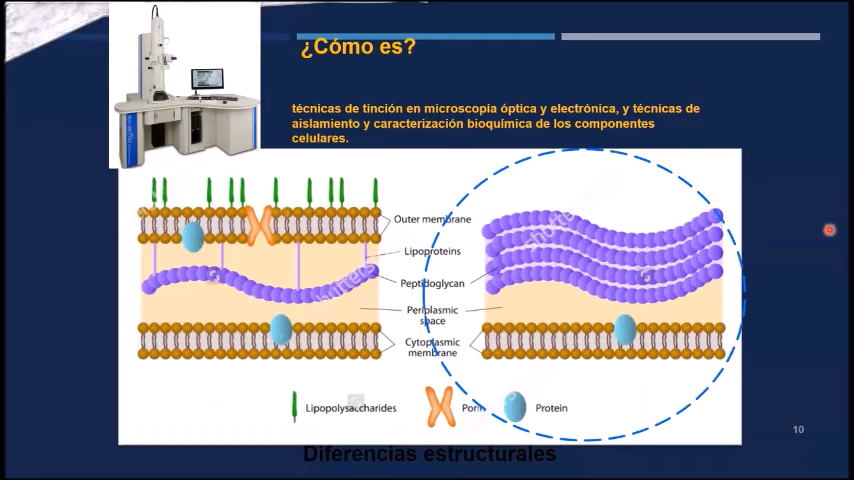 ¿Cómo es?
técnicas de tinción en microscopía óptica y electrónica, y técnicas de
aislamiento y caracterización bioquímica de los componentes
celulares.
Outer membrane
Lipoproteins
Peptidoglycan
Periplasmic
space
Cytoplasmic
membrane
Lipopolysaccharides
Porin
Protein
10
Diferencias estructurales